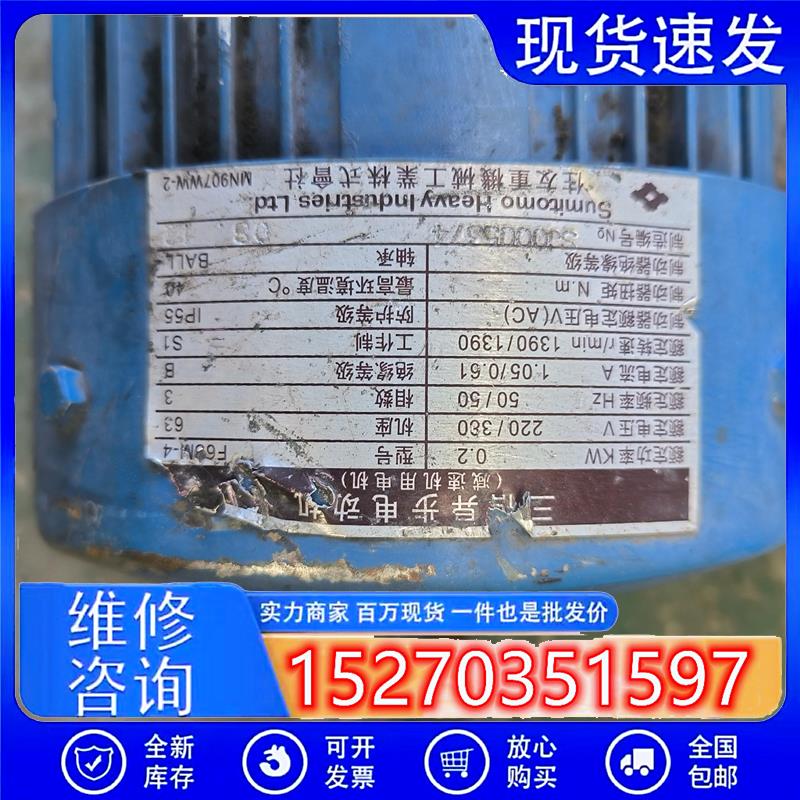 现货速发
三相异步电动机
(减速机用电机)
额定功率 KW 0.2 型号 F63M-4
额定电压 V 220/380 机座 63
额定频率 Hz 50/50 相数 3
额定电流 A 1.05/0.61 绝缘等级 B
额定转速 r/min 1390/1390 工作制 S1
制动器额定电压 V(AC) 防护等级 IP55
制动器扭矩 N.m 最高环境温度 °C 40
制动器绝缘等级 轴承 BALL
制造编号 No
Sumitomo Heavy Industries Ltd
住友重機械工業株式會社 MN907WW-2
维修
咨询
实力商家 百万现货 一件也是批发价
15270351597
全新
库存
可开
发票
放心
购买
全国
包邮